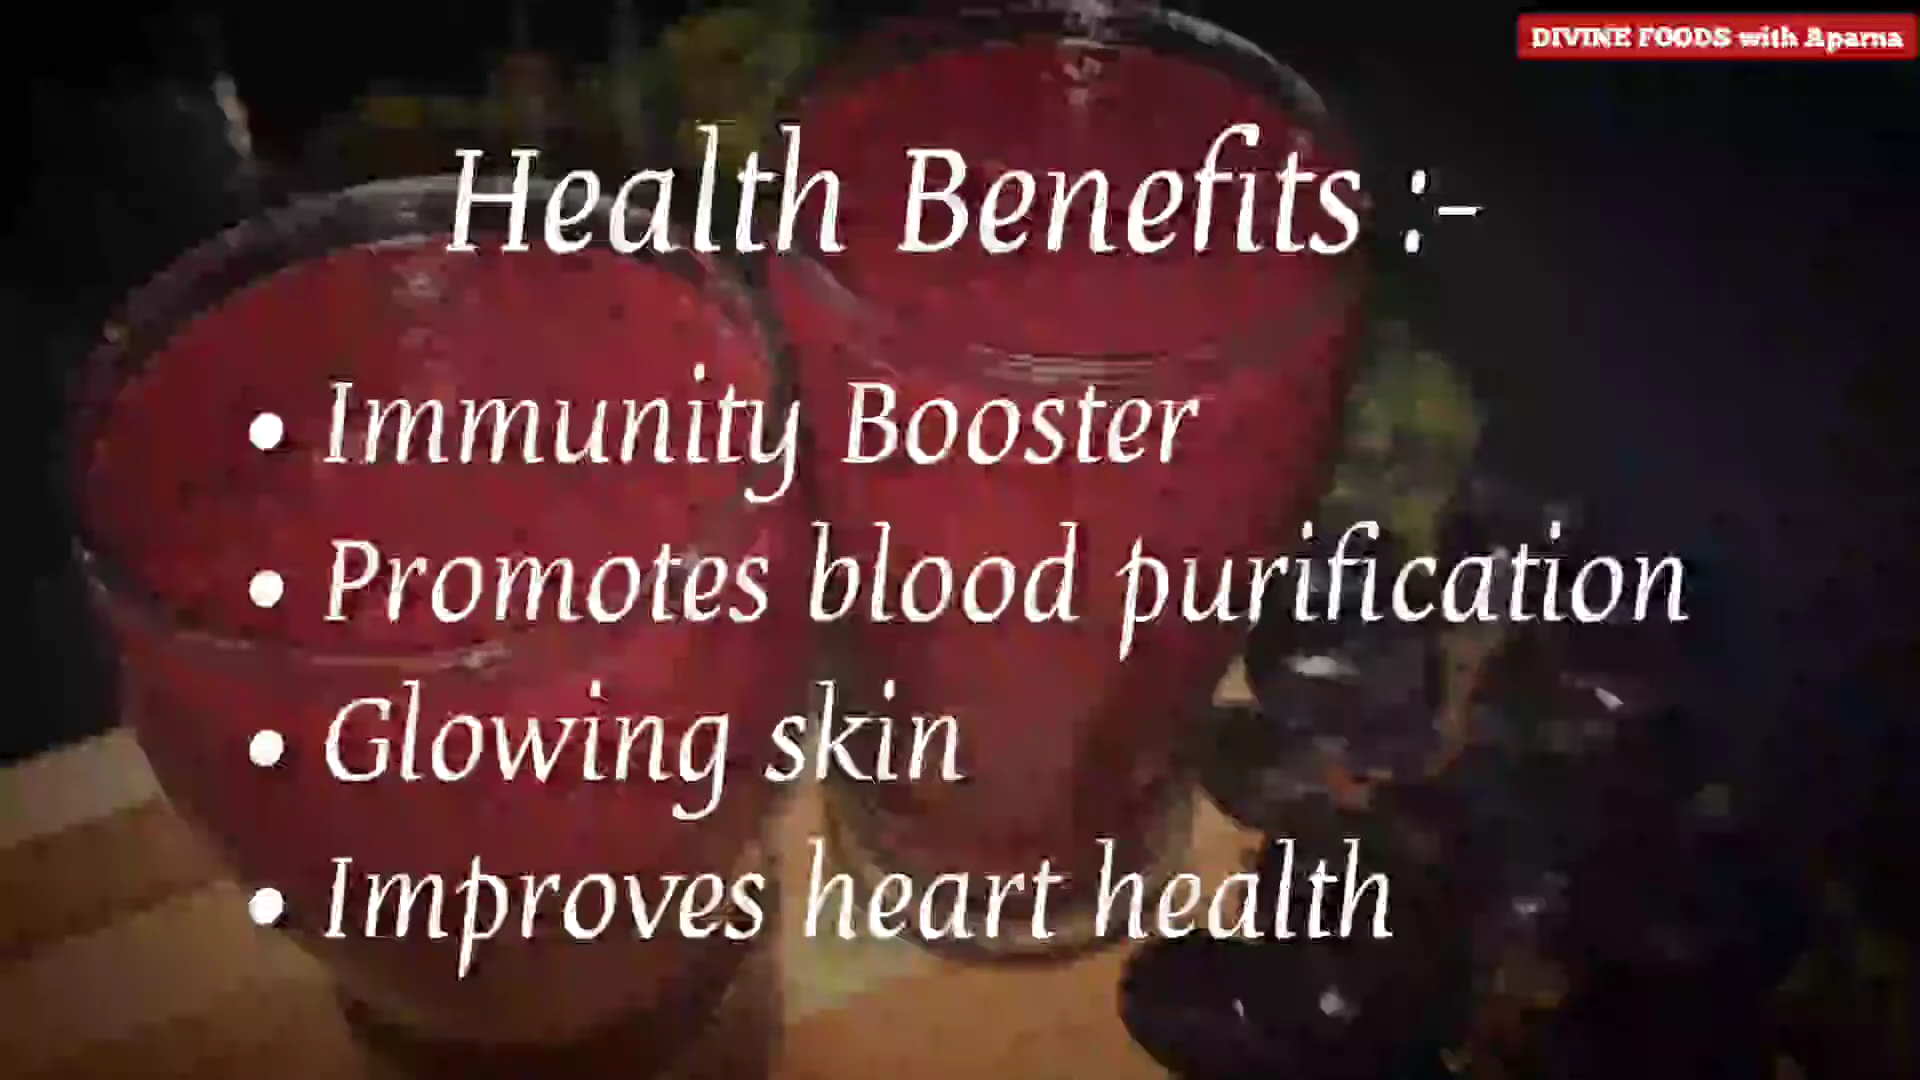 DIVINE FOODS with Aparna
Health Benefits :-
• Immunity Booster
• Promotes blood purification
• Glowing skin
• Improves heart health